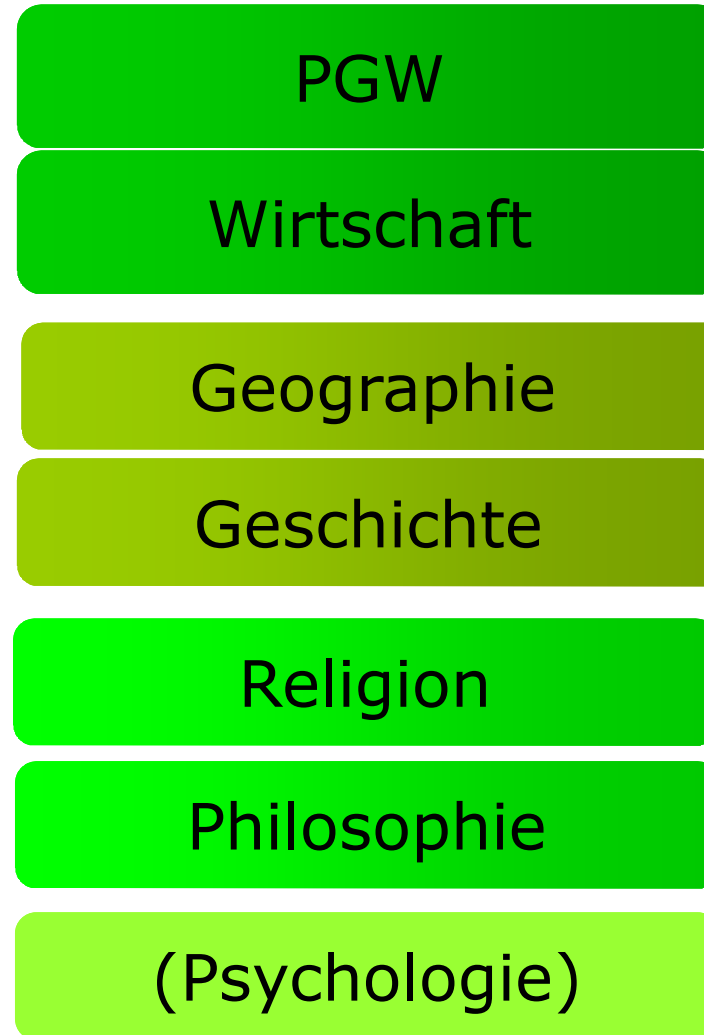 PGW
Wirtschaft
Geographie
Geschichte
Religion
Philosophie
(Psychologie)